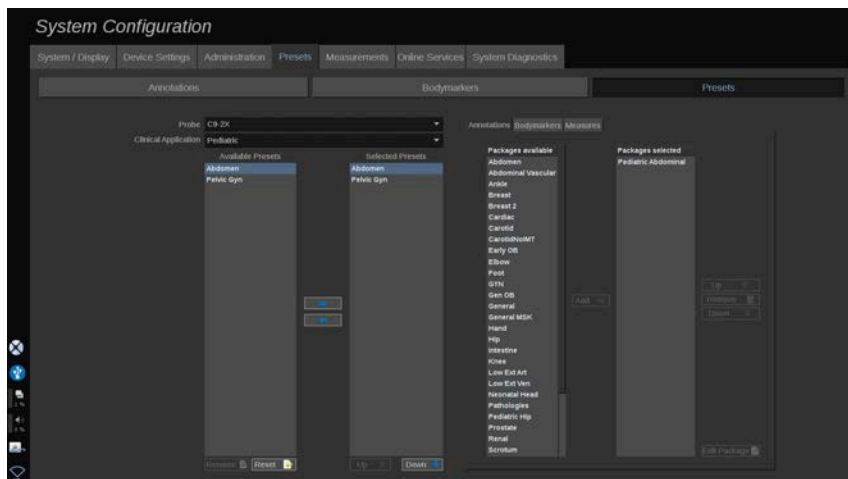 System Configuration
System / Display Device Settings Administration Presets Measurements Online Services System Diagnostics
Annotations Bodymarkers Presets
Probe C9-2X
Clinical Application Pediatric
Available Presets Selected Presets
Abdomen Abdomen
Pelvic Gyn Pelvic Gyn
Reset Up Down
Annotations Bodymarkers Measures
Packages available Packages selected
Abdomen Pediatric Abdominal
Abdominal Vascular
Ankle
Breast
Breast 2
Cardiac
Carotid
CarotidNoIMT
Early OB
Elbow
Foot
GYN
Gen OB
General
General MSK
Hand
Hip
Intestine
Knee
Low Ext Art
Low Ext Ven
Neonatal Head
Pathologies
Pediatric Hip
Prostate
Renal
Scrotum
Add
Up
Remove
Down
Edit Package